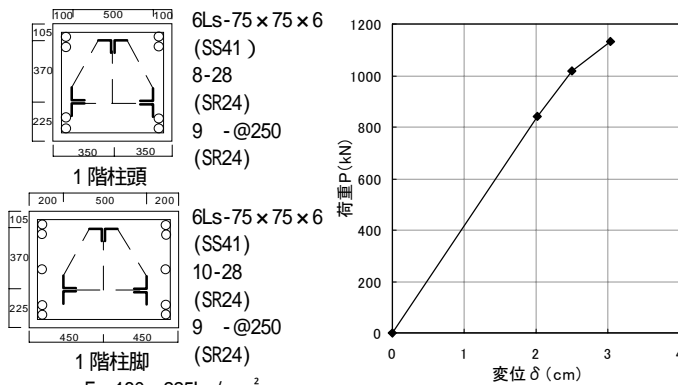 100 500 100
105
370
225
350 350
1 階柱頭
6Ls-75×75×6
(SS41 )
8-28
(SR24)
9 -@250
(SR24)
200 500 200
105
370
225
450 450
1 階柱脚
6Ls-75×75×6
(SS41)
10-28
(SR24)
9 -@250
(SR24)
荷重P(kN)
1200
1000
800
600
400
200
0
0 1 2 3 4
変位δ(cm)